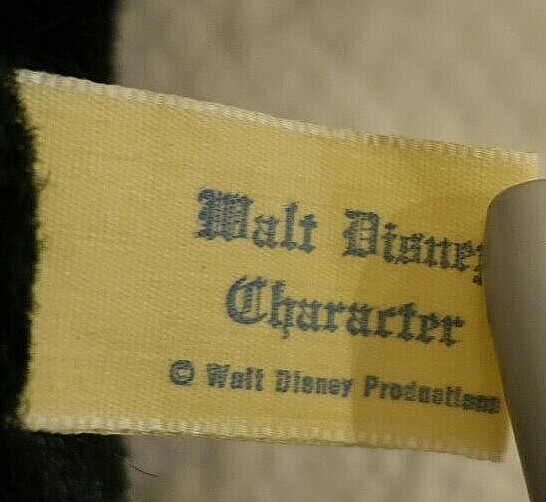 Walt Disney
Character
© Walt Disney Productions